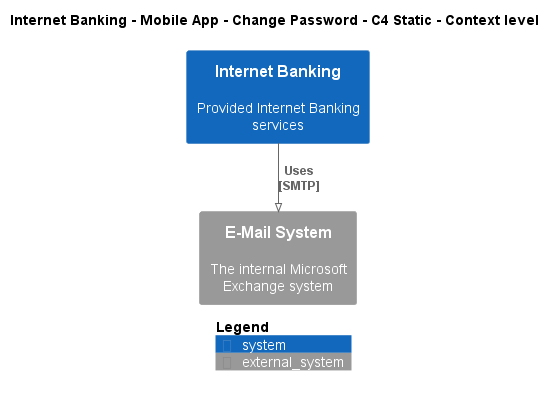 Internet Banking - Mobile App - Change Password - C4 Static - Context level
Internet Banking
Provided Internet Banking
services
Uses
[SMTP]
E-Mail System
The internal Microsoft
Exchange system
Legend
system
external_system